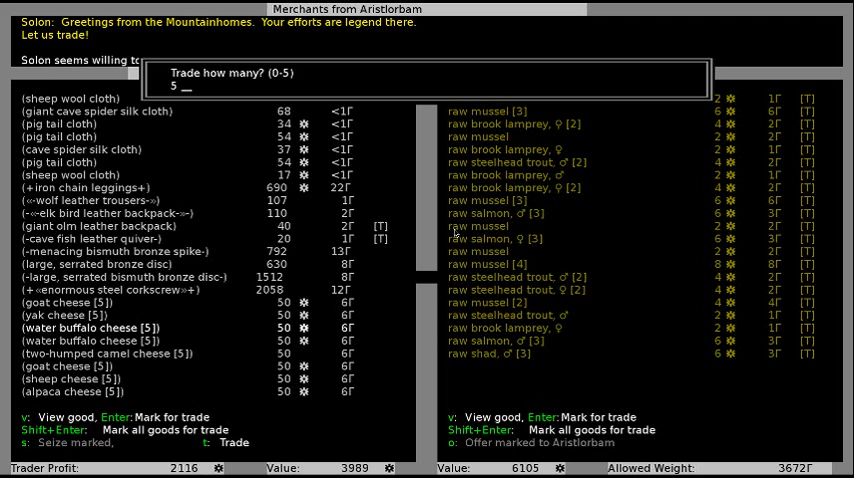 Merchants from Aristlorbam
Solon: Greetings from the Mountainhomes. Your efforts are legend there.
Let us trade!
Solon seems willing to
Trade how many? (0-5)
5 __
(sheep wool cloth) 2 ☼ 1Γ [T]
(giant cave spider silk cloth) 68 <1Γ raw mussel [3] 6 ☼ 6Γ [T]
(pig tail cloth) 34 ☼ <1Γ raw brook lamprey, ♀ [2] 4 ☼ 2Γ [T]
(pig tail cloth) 54 ☼ <1Γ raw mussel 2 ☼ 2Γ [T]
(cave spider silk cloth) 37 ☼ <1Γ raw brook lamprey, ♀ 2 ☼ 1Γ [T]
(pig tail cloth) 54 ☼ <1Γ raw steelhead trout, ♂ [2] 4 ☼ 2Γ [T]
(sheep wool cloth) 17 ☼ <1Γ raw brook lamprey, ♂ 2 ☼ 1Γ [T]
(+iron chain leggings+) 690 ☼ 22Γ raw brook lamprey, ♀ [2] 4 ☼ 2Γ [T]
(«-wolf leather trousers-») 107 1Γ raw mussel [3] 6 ☼ 6Γ [T]
(-«-elk bird leather backpack-»-) 110 2Γ raw salmon, ♂ [3] 6 ☼ 3Γ [T]
(giant olm leather backpack) 40 2Γ [T] raw mussel 2 ☼ 2Γ [T]
(-cave fish leather quiver-) 20 1Γ [T] raw salmon, ♀ [3] 6 ☼ 3Γ [T]
(-menacing bismuth bronze spike-) 792 13Γ raw mussel 2 ☼ 2Γ [T]
(large, serrated bronze disc) 630 8Γ raw mussel [4] 8 ☼ 8Γ [T]
(-large, serrated bismuth bronze disc-) 1512 8Γ raw steelhead trout, ♂ [2] 4 ☼ 2Γ [T]
(+«enormous steel corkscrew»+) 2058 12Γ raw steelhead trout, ♀ [2] 4 ☼ 2Γ [T]
(goat cheese [5]) 50 ☼ 6Γ raw mussel [2] 4 ☼ 4Γ [T]
(yak cheese [5]) 50 ☼ 6Γ raw steelhead trout, ♂ 2 ☼ 1Γ [T]
(water buffalo cheese [5]) 50 ☼ 6Γ raw brook lamprey, ♀ 2 ☼ 1Γ [T]
(water buffalo cheese [5]) 50 ☼ 6Γ raw salmon, ♂ [3] 6 ☼ 3Γ [T]
(two-humped camel cheese [5]) 50 6Γ raw shad, ♂ [3] 6 ☼ 3Γ [T]
(goat cheese [5]) 50 ☼ 6Γ
(sheep cheese [5]) 50 ☼ 6Γ
(alpaca cheese [5]) 50 ☼ 6Γ
v: View good, Enter: Mark for trade v: View good, Enter: Mark for trade
Shift+Enter: Mark all goods for trade Shift+Enter: Mark all goods for trade
s: Seize marked, t: Trade o: Offer marked to Aristlorbam
Trader Profit: 2116 ☼ Value: 3989 ☼ Value: 6105 ☼ Allowed Weight: 3672Γ